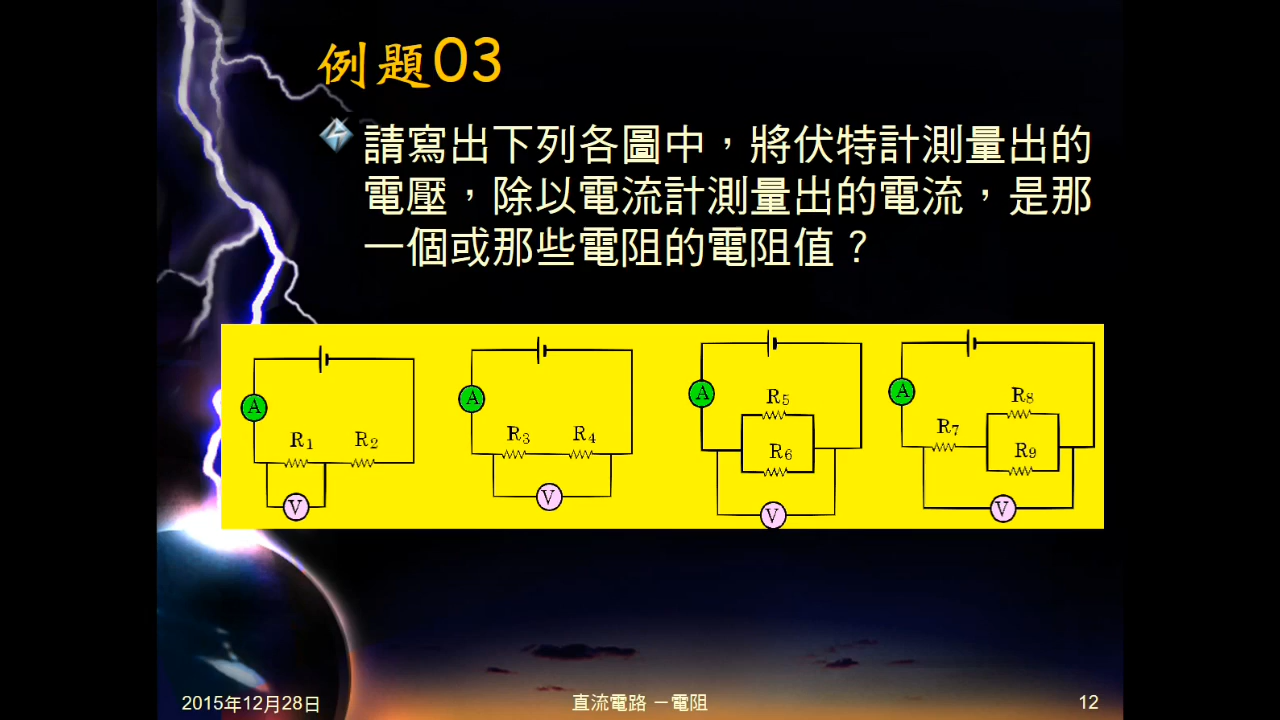 例題03
請寫出下列各圖中，將伏特計測量出的
電壓，除以電流計測量出的電流，是那
一個或那些電阻的電阻值？
A R1 R2 V
A R3 R4 V
A R5 R6 V
A R7 R8 R9 V
2015年12月28日 直流電路 －電阻 12